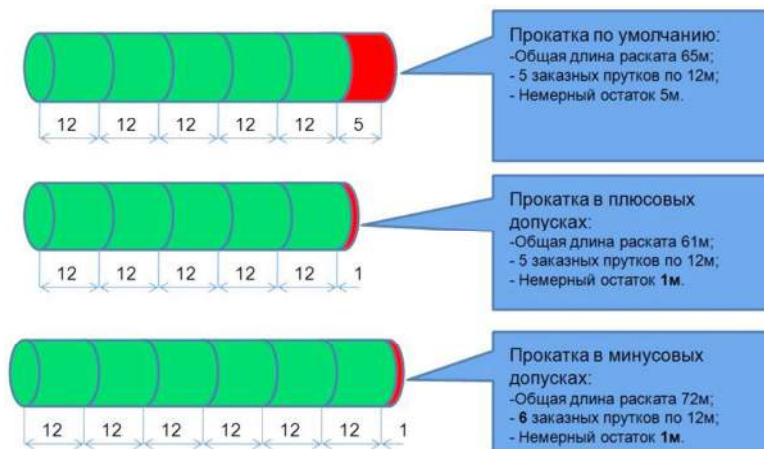 Прокатка по умолчанию:
-Общая длина раската 65м;
- 5 заказных прутков по 12м;
- Немерный остаток 5м.
12 12 12 12 12 5
Прокатка в плюсовых
допусках:
-Общая длина раската 61м;
- 5 заказных прутков по 12м;
- Немерный остаток 1м.
12 12 12 12 12 1
Прокатка в минусовых
допусках:
-Общая длина раската 72м;
- 6 заказных прутков по 12м;
- Немерный остаток 1м.
12 12 12 12 12 12 1